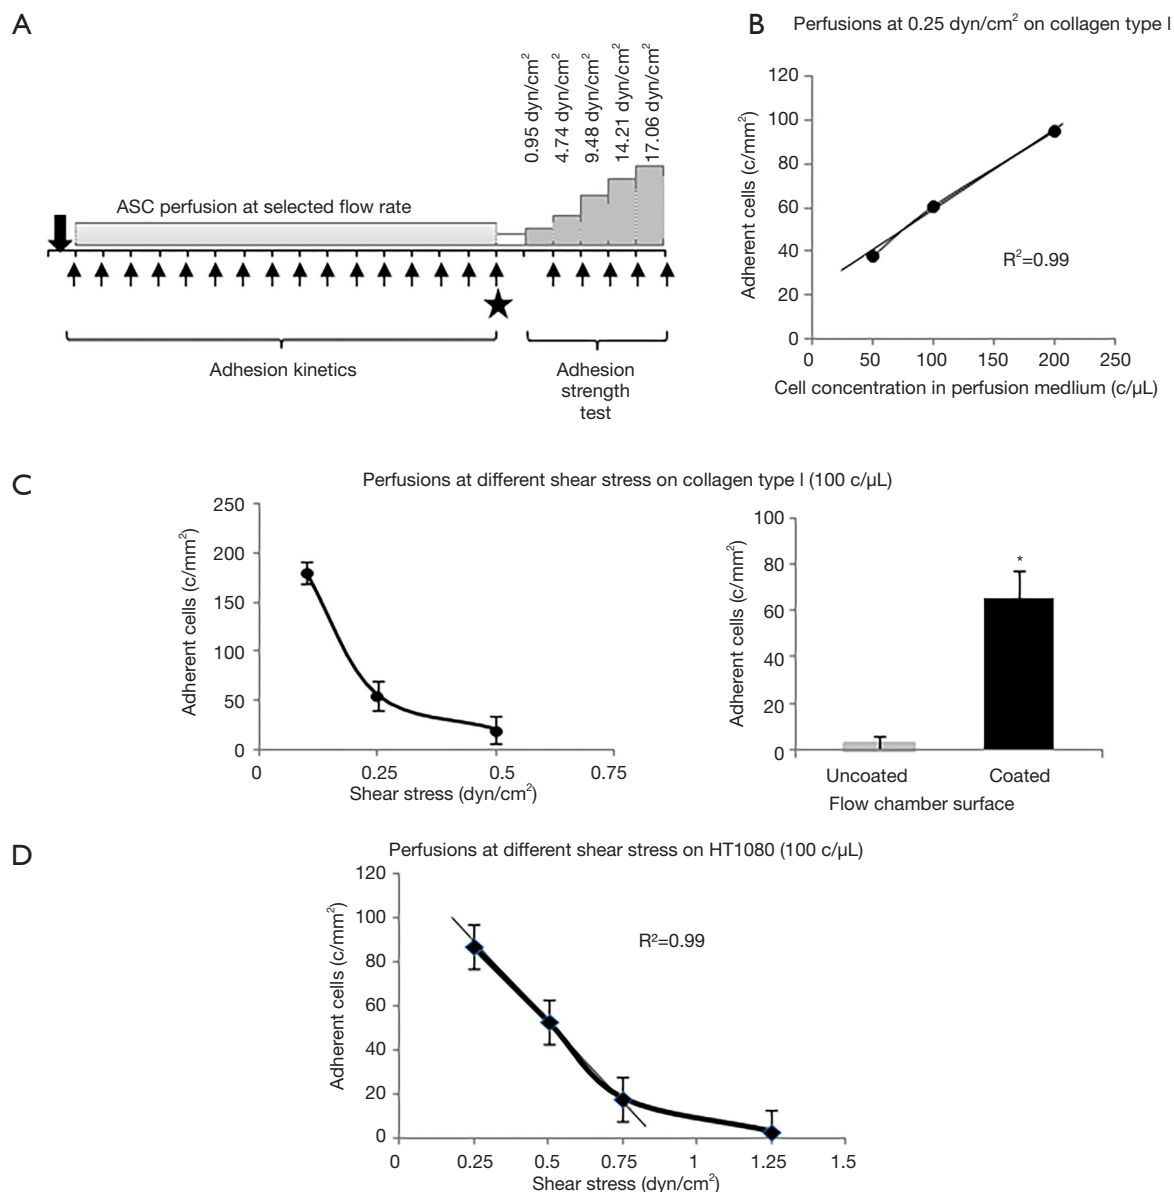 A
0.95 dyn/cm²
4.74 dyn/cm²
9.48 dyn/cm²
14.21 dyn/cm²
17.06 dyn/cm²
ASC perfusion at selected flow rate
Adhesion kinetics
Adhesion
strength
test
B
Perfusions at 0.25 dyn/cm² on collagen type I
Adherent cells (c/mm²)
120
100
80
60
40
20
0
R²=0.99
0 50 100 150 200 250
Cell concentration in perfusion medlium (c/µL)
C
Perfusions at different shear stress on collagen type I (100 c/µL)
Adherent cells (c/mm²)
250
200
150
100
50
0
0 0.25 0.5 0.75
Shear stress (dyn/cm²)
Adherent cells (c/mm²)
100
80
60
40
20
0
*
Uncoated Coated
Flow chamber surface
D
Perfusions at different shear stress on HT1080 (100 c/µL)
Adherent cells (c/mm²)
120
100
80
60
40
20
0
R²=0.99
0 0.25 0.5 0.75 1 1.25 1.5
Shear stress (dyn/cm²)